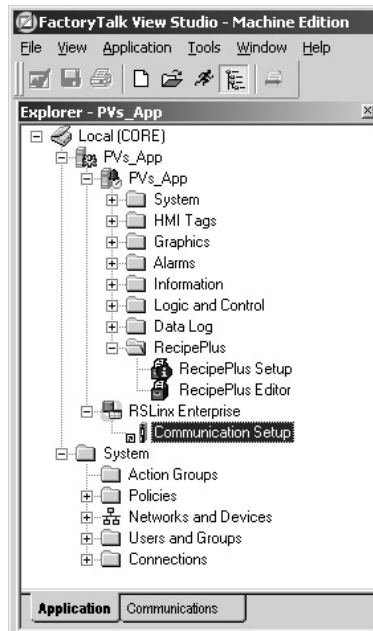 FactoryTalk View Studio - Machine Edition
File View Application Tools Window Help
Explorer - PVs_App
Local (CORE)
PVs_App
PVs_App
System
HMI Tags
Graphics
Alarms
Information
Logic and Control
Data Log
RecipePlus
RecipePlus Setup
RecipePlus Editor
RSLinx Enterprise
Communication Setup
System
Action Groups
Policies
Networks and Devices
Users and Groups
Connections
Application Communications